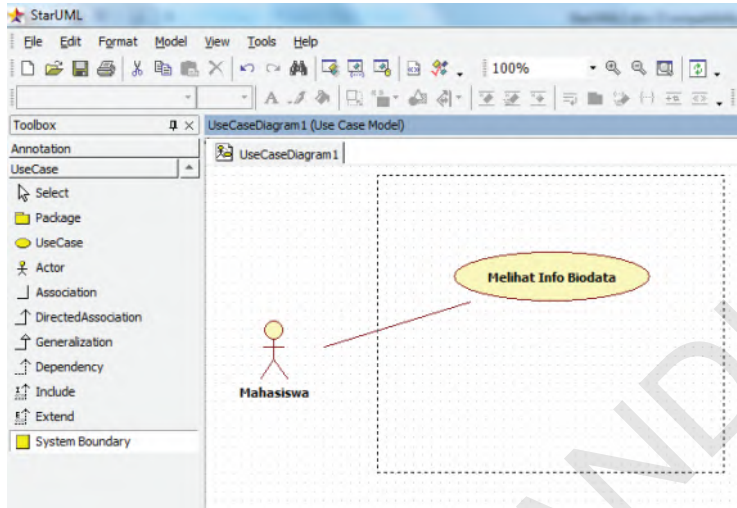 StarUML
File Edit Format Model View Tools Help
100%
Toolbox
UseCaseDiagram1 (Use Case Model)
Annotation
UseCaseDiagram1
UseCase
Select
Package
UseCase
Actor
Association
DirectedAssociation
Generalization
Dependency
Include
Extend
System Boundary
Melihat Info Biodata
Mahasiswa